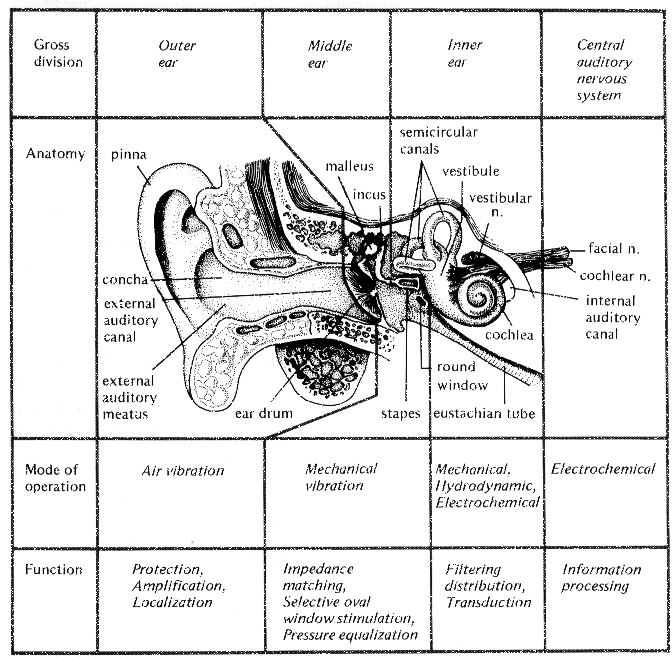 Gross
division
Outer
ear
Middle
ear
Inner
ear
Central
auditory
nervous
system
Anatomy
pinna
malleus
incus
semicircular
canals
vestibule
vestibular
n.
facial n.
cochlear n.
internal
auditory
canal
cochlea
concha
external
auditory
canal
external
auditory
meatus
ear drum
stapes
round
window
eustachian tube
Mode of
operation
Air vibration
Mechanical
vibration
Mechanical,
Hydrodynamic,
Electrochemical
Electrochemical
Function
Protection,
Amplification,
Localization
Impedance
matching,
Selective oval
window stimulation,
Pressure equalization
Filtering
distribution,
Transduction
Information
processing